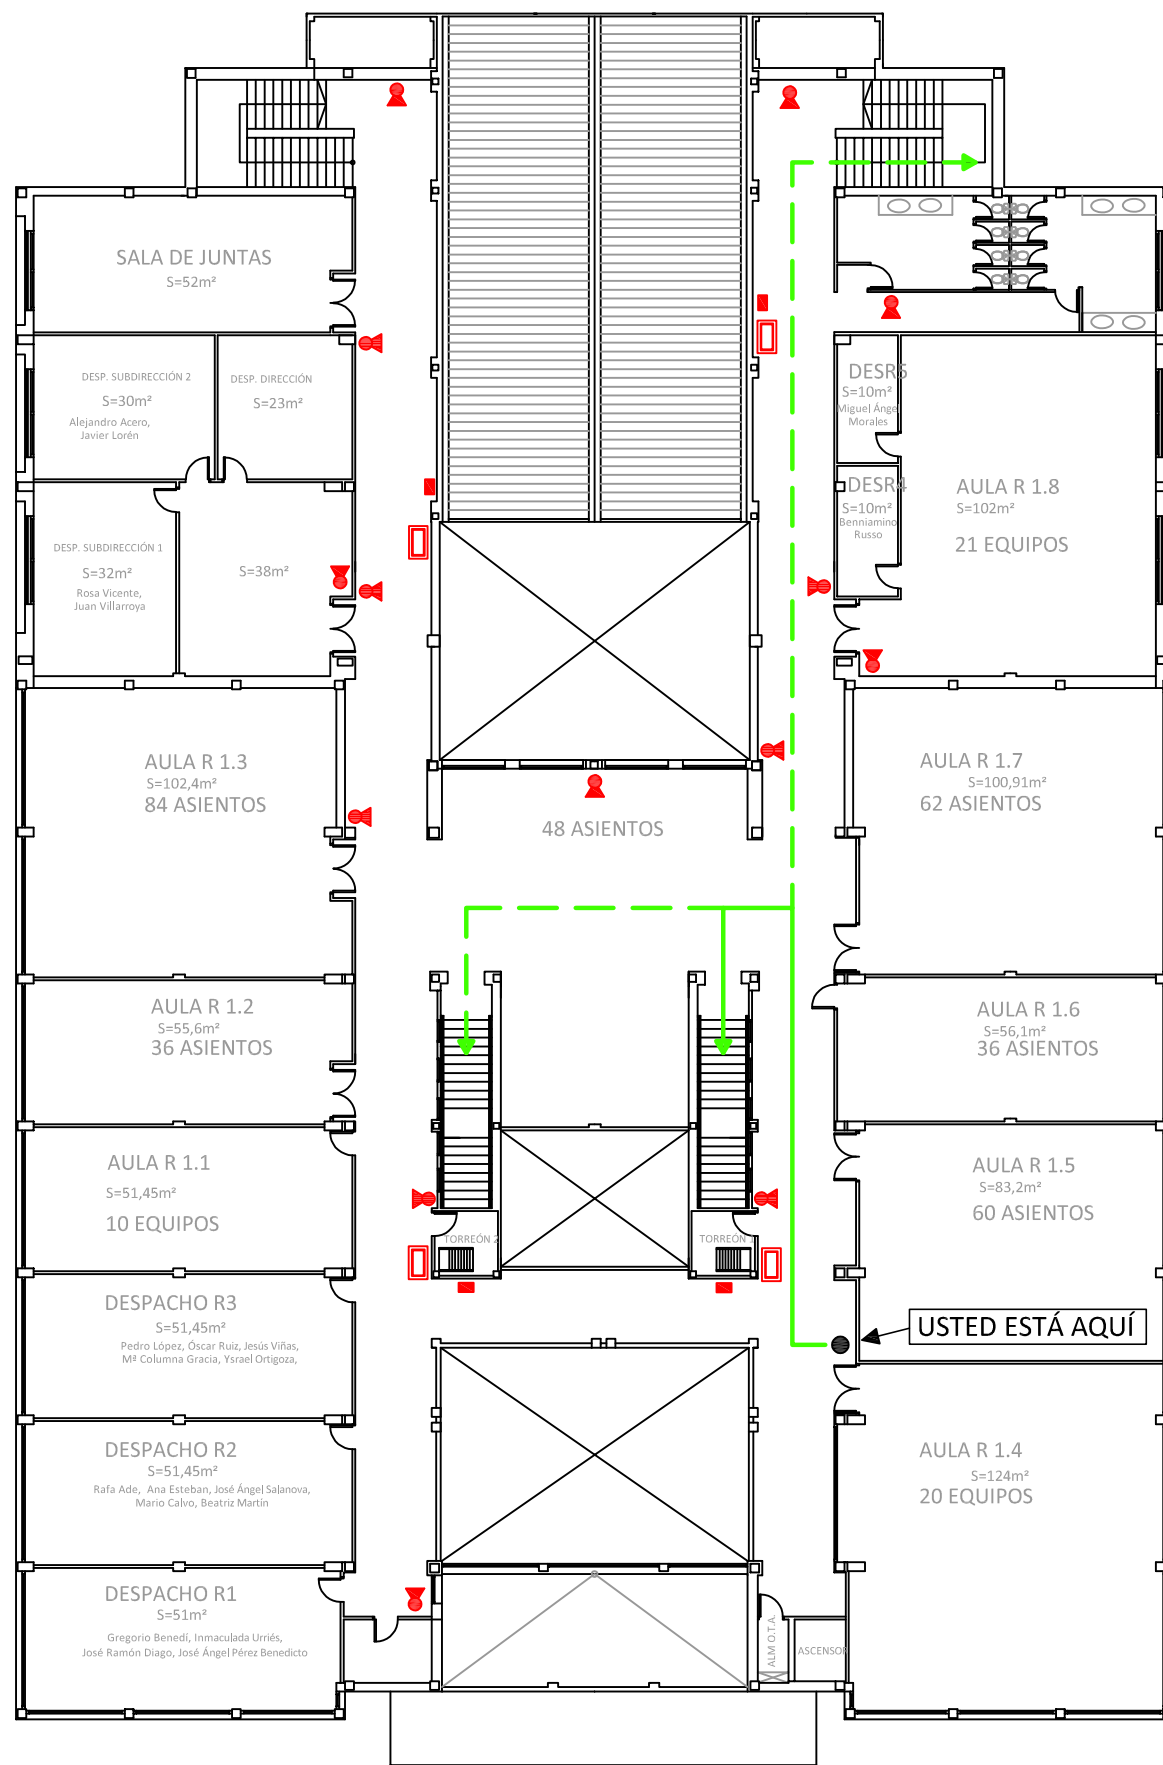 SALA DE JUNTAS
S=52m²
DESP. SUBDIRECCIÓN 2
S=30m²
Alejandro Acero,
Javier Lorén
DESP. DIRECCIÓN
S=23m²
DESP. SUBDIRECCIÓN 1
S=32m²
Rosa Vicente,
Juan Villarroya
S=38m²
AULA R 1.3
S=102,4m²
84 ASIENTOS
AULA R 1.2
S=55,6m²
36 ASIENTOS
AULA R 1.1
S=51,45m²
10 EQUIPOS
DESPACHO R3
S=51,45m²
Pedro López, Óscar Ruiz, Jesús Viñas,
Mª Columna Gracia, Ysrael Ortigoza,
DESPACHO R2
S=51,45m²
Rafa Ade, Ana Esteban, José Ángel Salanova,
Mario Calvo, Beatriz Martín
DESPACHO R1
S=51m²
Gregorio Benedí, Inmaculada Urriés,
José Ramón Diago, José Ángel Pérez Benedicto
48 ASIENTOS
TORREÓN 2
TORREÓN 1
DESR5
S=10m²
Miguel Ángel
Morales
DESR4
S=10m²
Benniamino
Russo
AULA R 1.8
S=102m²
21 EQUIPOS
AULA R 1.7
S=100,91m²
62 ASIENTOS
AULA R 1.6
S=56,1m²
36 ASIENTOS
AULA R 1.5
S=83,2m²
60 ASIENTOS
USTED ESTÁ AQUÍ
AULA R 1.4
S=124m²
20 EQUIPOS
ALM O.T.A.
ASCENSOR